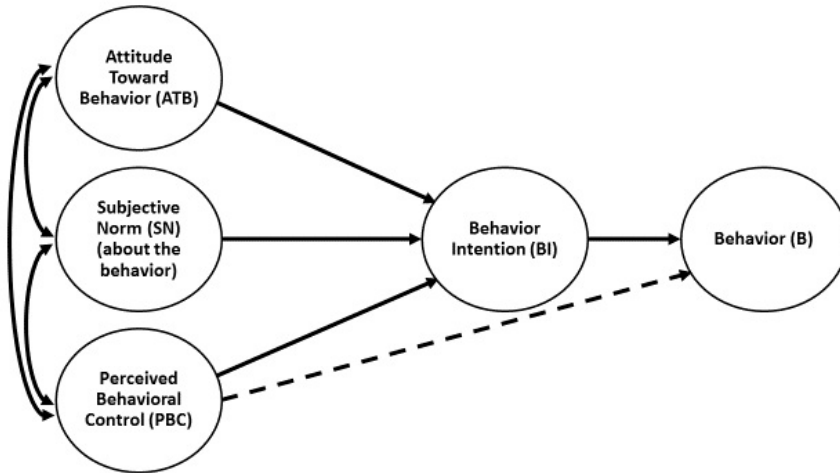 Attitude
Toward
Behavior (ATB)
Subjective
Norm (SN)
(about the
behavior)
Perceived
Behavioral
Control (PBC)
Behavior
Intention (BI)
Behavior (B)